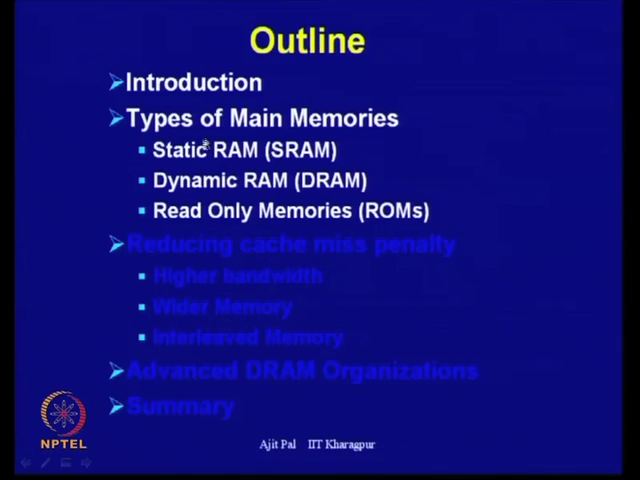 Outline
Introduction
Types of Main Memories
Static RAM (SRAM)
Dynamic RAM (DRAM)
Read Only Memories (ROMs)
Reducing cache miss penalty
Higher bandwidth
Wider Memory
Interleaved Memory
Advanced DRAM Organizations
Summary
NPTEL
Ajit Pal IIT Kharagpur